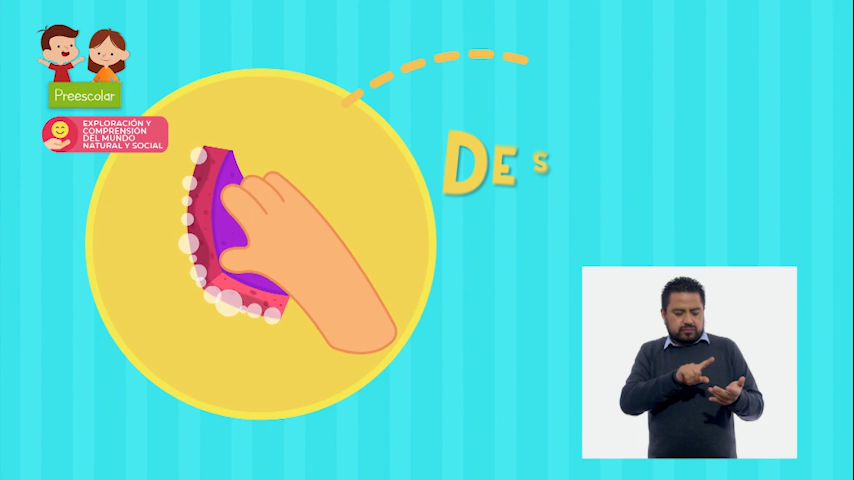 Preescolar
EXPLORACIÓN Y
COMPRENSIÓN
DEL MUNDO
NATURAL Y SOCIAL
DE S